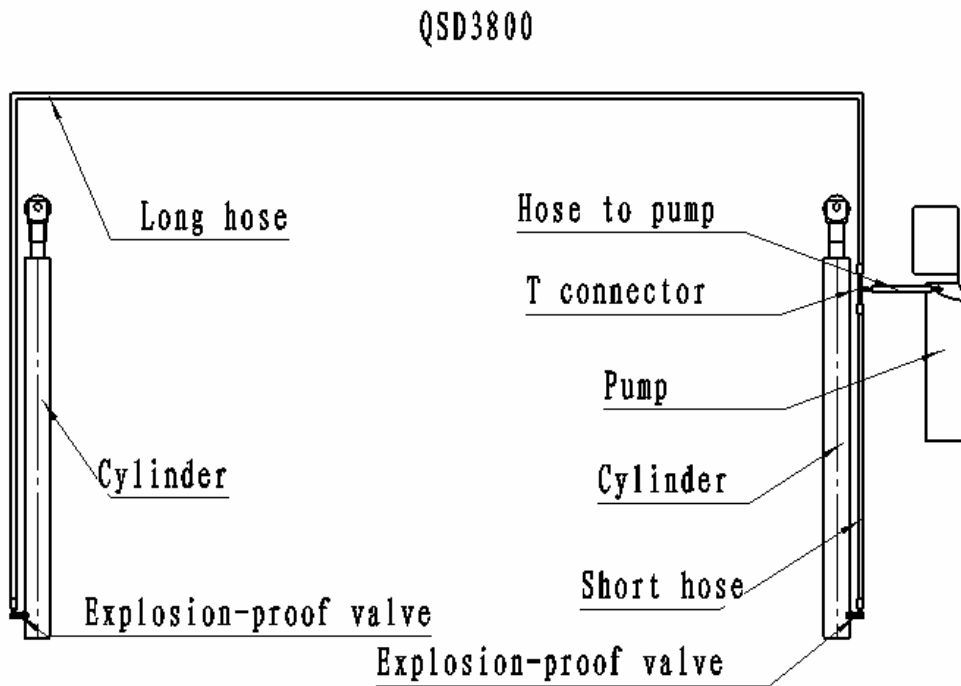 QSD3800
Long hose
Hose to pump
T connector
Pump
Cylinder
Cylinder
Short hose
Explosion-proof valve
Explosion-proof valve